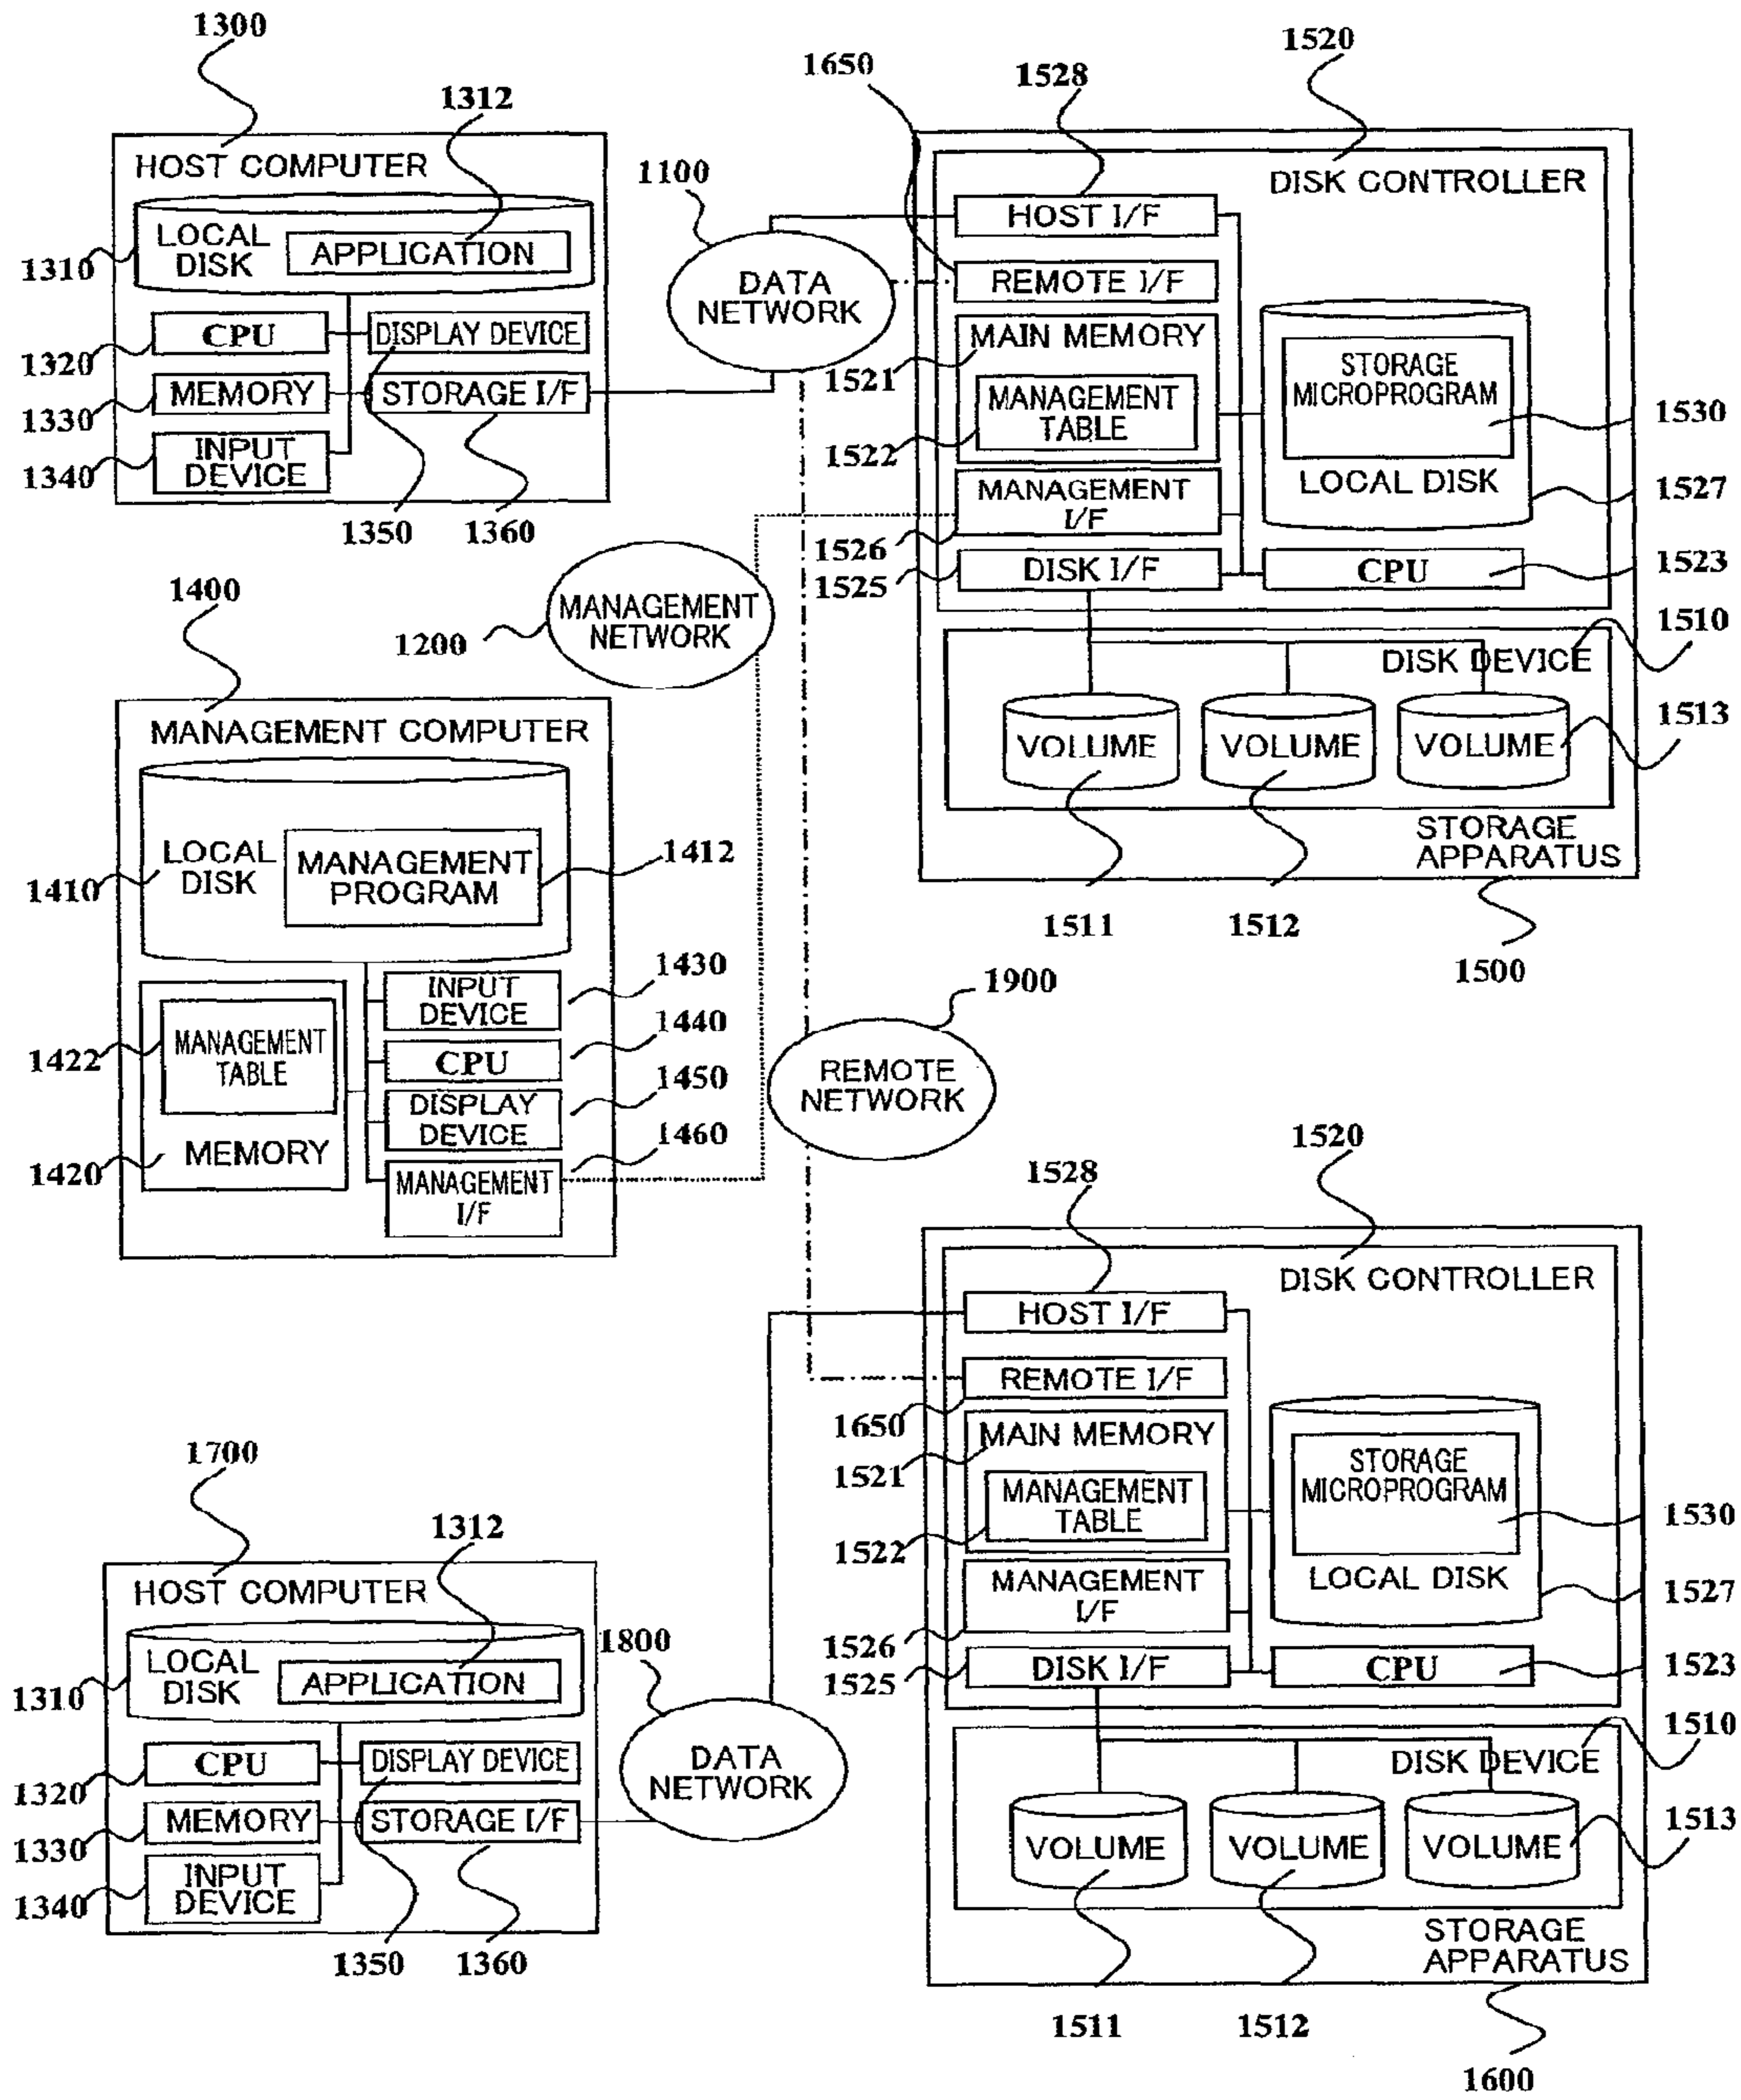 1300
1312
HOST COMPUTER
LOCAL
DISK
APPLICATION
1310
CPU
DISPLAY DEVICE
1320
MEMORY
STORAGE I/F
1330
INPUT
DEVICE
1340
1350
1360
1100
DATA
NETWORK
1650
1528
1520
DISK CONTROLLER
HOST I/F
REMOTE I/F
MAIN MEMORY
1521
MANAGEMENT
TABLE
1522
STORAGE
MICROPROGRAM
1530
LOCAL DISK
1527
MANAGEMENT
I/F
1526
DISK I/F
1525
CPU
1523
1510
DISK DEVICE
VOLUME
VOLUME
VOLUME
1513
STORAGE
APPARATUS
1511
1512
1500
MANAGEMENT
NETWORK
1200
1400
MANAGEMENT COMPUTER
LOCAL
DISK
MANAGEMENT
PROGRAM
1412
1410
INPUT
DEVICE
1430
MANAGEMENT
TABLE
1422
CPU
1440
DISPLAY
DEVICE
1450
MEMORY
1420
MANAGEMENT
I/F
1460
1900
REMOTE
NETWORK
1528
1520
DISK CONTROLLER
HOST I/F
REMOTE I/F
1650
MAIN MEMORY
1521
MANAGEMENT
TABLE
1522
STORAGE
MICROPROGRAM
1530
LOCAL DISK
1527
MANAGEMENT
I/F
1526
DISK I/F
1525
CPU
1523
1510
DISK DEVICE
VOLUME
VOLUME
VOLUME
1513
STORAGE
APPARATUS
1511
1512
1600
1700
1312
HOST COMPUTER
LOCAL
DISK
APPLICATION
1310
CPU
DISPLAY DEVICE
1320
MEMORY
STORAGE I/F
1330
INPUT
DEVICE
1340
1350
1360
1800
DATA
NETWORK